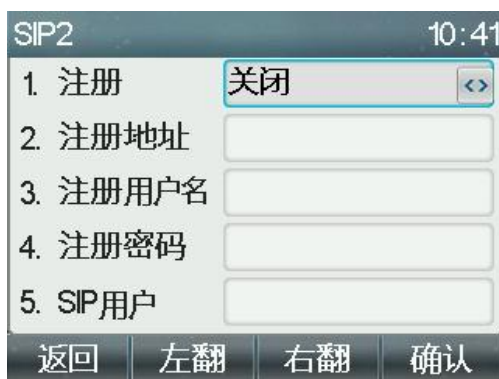 SIP2 10:41
1. 注册 关闭
2. 注册地址
3. 注册用户名
4. 注册密码
5. SIP用户
返回 左翻 右翻 确认